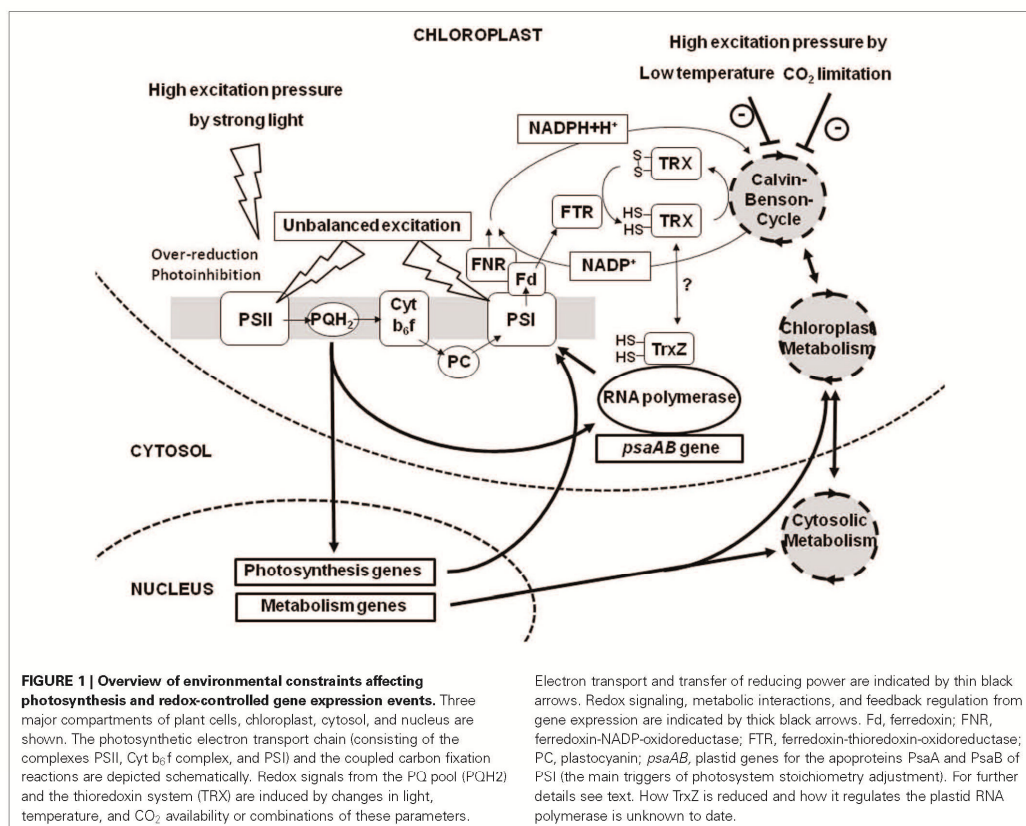 CHLOROPLAST
High excitation pressure by
Low temperature CO₂ limitation
High excitation pressure
by strong light
NADPH+H⁺
S
S
TRX
Calvin-
Benson-
Cycle
FTR
HS
HS
TRX
Unbalanced excitation
Over-reduction
Photoinhibition
FNR
NADP⁺
Fd
?
PSII
PQH₂
Cyt
b₆f
PSI
PC
HS
HS
TrxZ
Chloroplast
Metabolism
RNA polymerase
psaAB gene
CYTOSOL
Cytosolic
Metabolism
Photosynthesis genes
NUCLEUS
Metabolism genes
FIGURE 1 | Overview of environmental constraints affecting
photosynthesis and redox-controlled gene expression events. Three
major compartments of plant cells, chloroplast, cytosol, and nucleus are
shown. The photosynthetic electron transport chain (consisting of the
complexes PSII, Cyt b₆f complex, and PSI) and the coupled carbon fixation
reactions are depicted schematically. Redox signals from the PQ pool (PQH2)
and the thioredoxin system (TRX) are induced by changes in light,
temperature, and CO₂ availability or combinations of these parameters.
Electron transport and transfer of reducing power are indicated by thin black
arrows. Redox signaling, metabolic interactions, and feedback regulation from
gene expression are indicated by thick black arrows. Fd, ferredoxin; FNR,
ferredoxin-NADP-oxidoreductase; FTR, ferredoxin-thioredoxin-oxidoreductase;
PC, plastocyanin; psaAB, plastid genes for the apoproteins PsaA and PsaB of
PSI (the main triggers of photosystem stoichiometry adjustment). For further
details see text. How TrxZ is reduced and how it regulates the plastid RNA
polymerase is unknown to date.